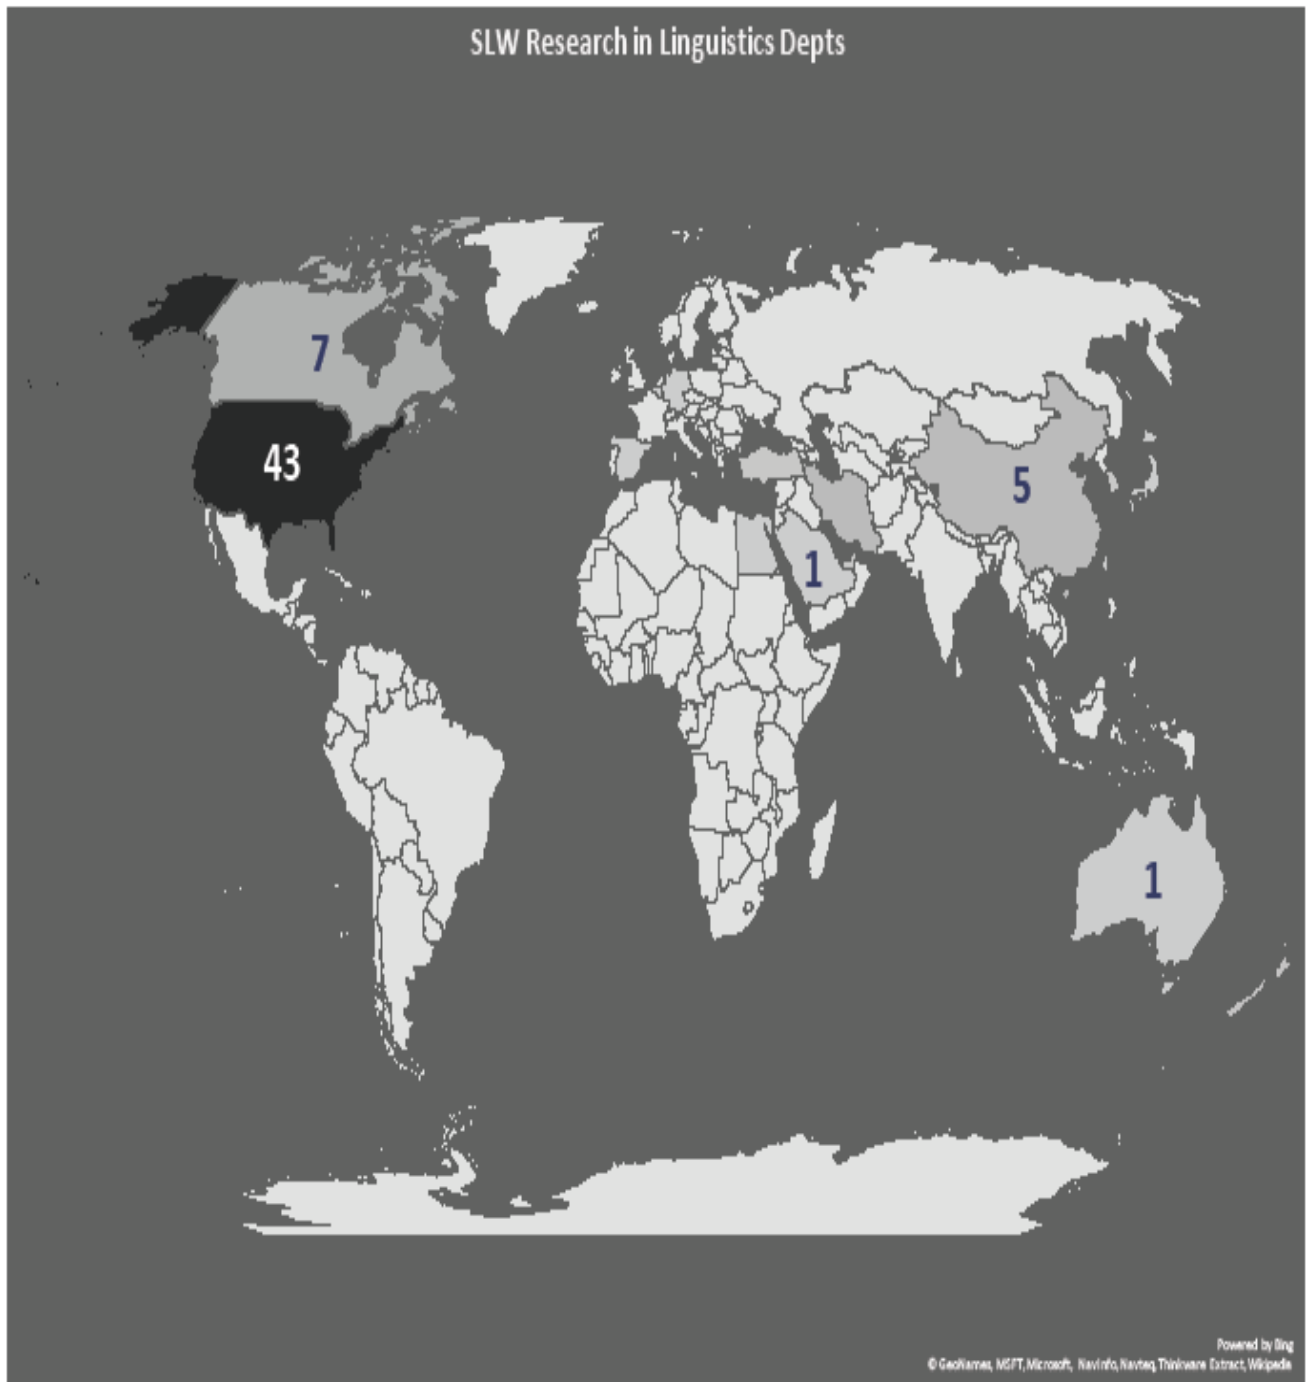 SLW Research in Linguistics Depts
7
43
5
1
1
Powered by Bing
© GeoNames, MSFT, Microsoft, NavInfo, Navteq, Thinkware Extract, Wikipedia